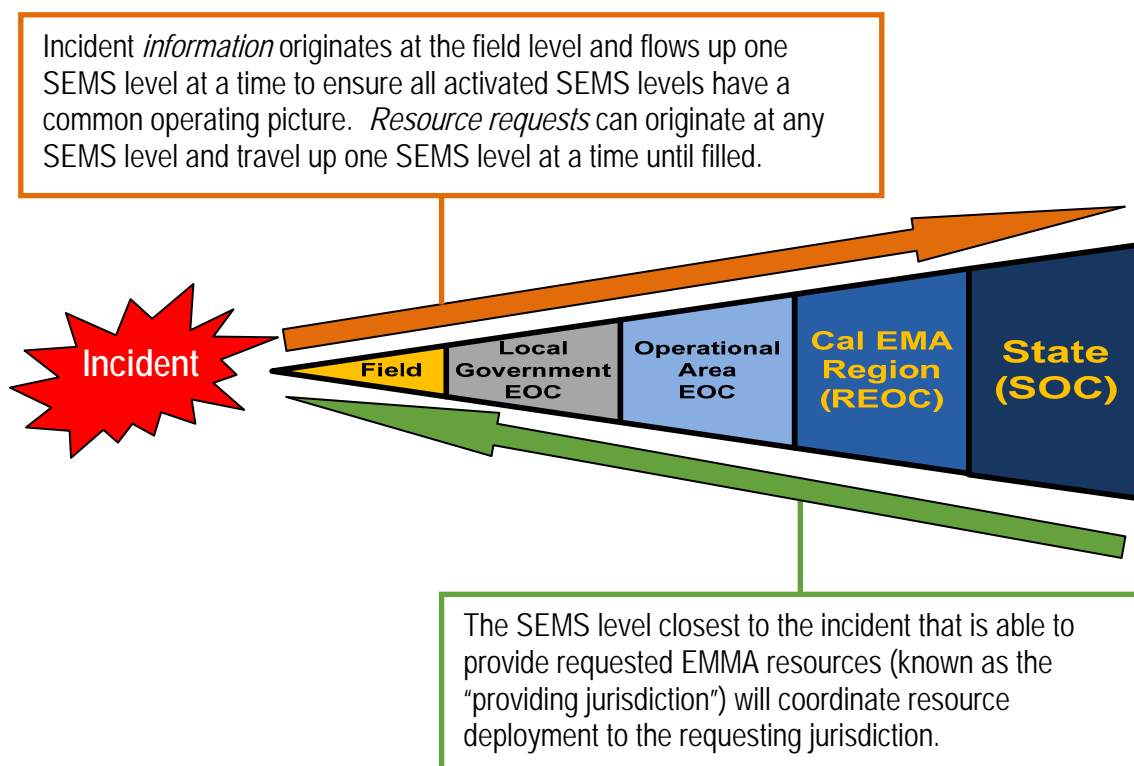 Incident information originates at the field level and flows up one
SEMS level at a time to ensure all activated SEMS levels have a
common operating picture.  Resource requests can originate at any
SEMS level and travel up one SEMS level at a time until filled.
Incident
Field
Local
Government
EOC
Operational
Area
EOC
Cal EMA
Region
(REOC)
State
(SOC)
The SEMS level closest to the incident that is able to
provide requested EMMA resources (known as the
“providing jurisdiction”) will coordinate resource
deployment to the requesting jurisdiction.